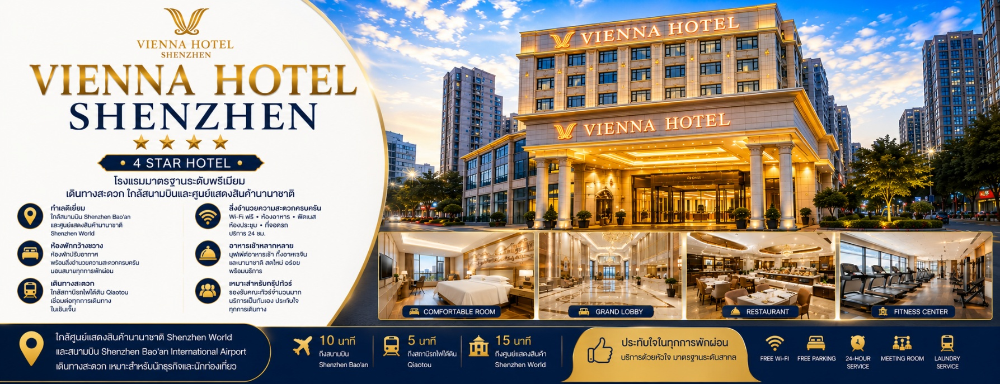 VIENNA HOTEL
SHENZHEN
VIENNA HOTEL
SHENZHEN
4 STAR HOTEL
โรงแรมมาตรฐานระดับพรีเมียม
เดินทางสะดวก ใกล้สนามบินและศูนย์แสดงสินค้านานาชาติ
ทำเลดีเยี่ยม
ใกล้สนามบิน Shenzhen Bao'an
และศูนย์แสดงสินค้านานาชาติ
Shenzhen World
ห้องพักกว้างขวาง
ห้องพักปรับอากาศ
พร้อมสิ่งอำนวยความสะดวกครบครัน
นอนสบายทุกการพักผ่อน
เดินทางสะดวก
ใกล้สถานีรถไฟใต้ดิน Qiaotou
เชื่อมต่อทุกการเดินทาง
ในเซินเจิ้น
สิ่งอำนวยความสะดวกครบครัน
Wi-Fi ฟรี • ห้องอาหาร • ฟิตเนส
ห้องประชุม • ที่จอดรถ
บริการ 24 ชม.
อาหารเช้าหลากหลาย
บุฟเฟ่ต์อาหารเช้า ทั้งอาหารจีน
และนานาชาติ สดใหม่ อร่อย
พร้อมบริการ
เหมาะสำหรับกรุ๊ปทัวร์
รองรับคณะทัวร์จำนวนมาก
บริการเป็นกันเอง ประทับใจ
ทุกการเดินทาง
VIENNA HOTEL
VIENNA HOTEL
COMFORTABLE ROOM
GRAND LOBBY
RESTAURANT
FITNESS CENTER
ใกล้ศูนย์แสดงสินค้านานาชาติ Shenzhen World
และสนามบิน Shenzhen Bao'an International Airport
เดินทางสะดวก เหมาะสำหรับนักธุรกิจและนักท่องเที่ยว
10 นาที
ถึงสนามบิน
Shenzhen Bao'an
5 นาที
ถึงสถานีรถไฟใต้ดิน
Qiaotou
15 นาที
ถึงศูนย์แสดงสินค้า
Shenzhen World
ประทับใจในทุกการพักผ่อน
บริการด้วยหัวใจ มาตรฐานระดับสากล
FREE Wi-Fi
FREE PARKING
24-HOUR
SERVICE
MEETING ROOM
LAUNDRY
SERVICE